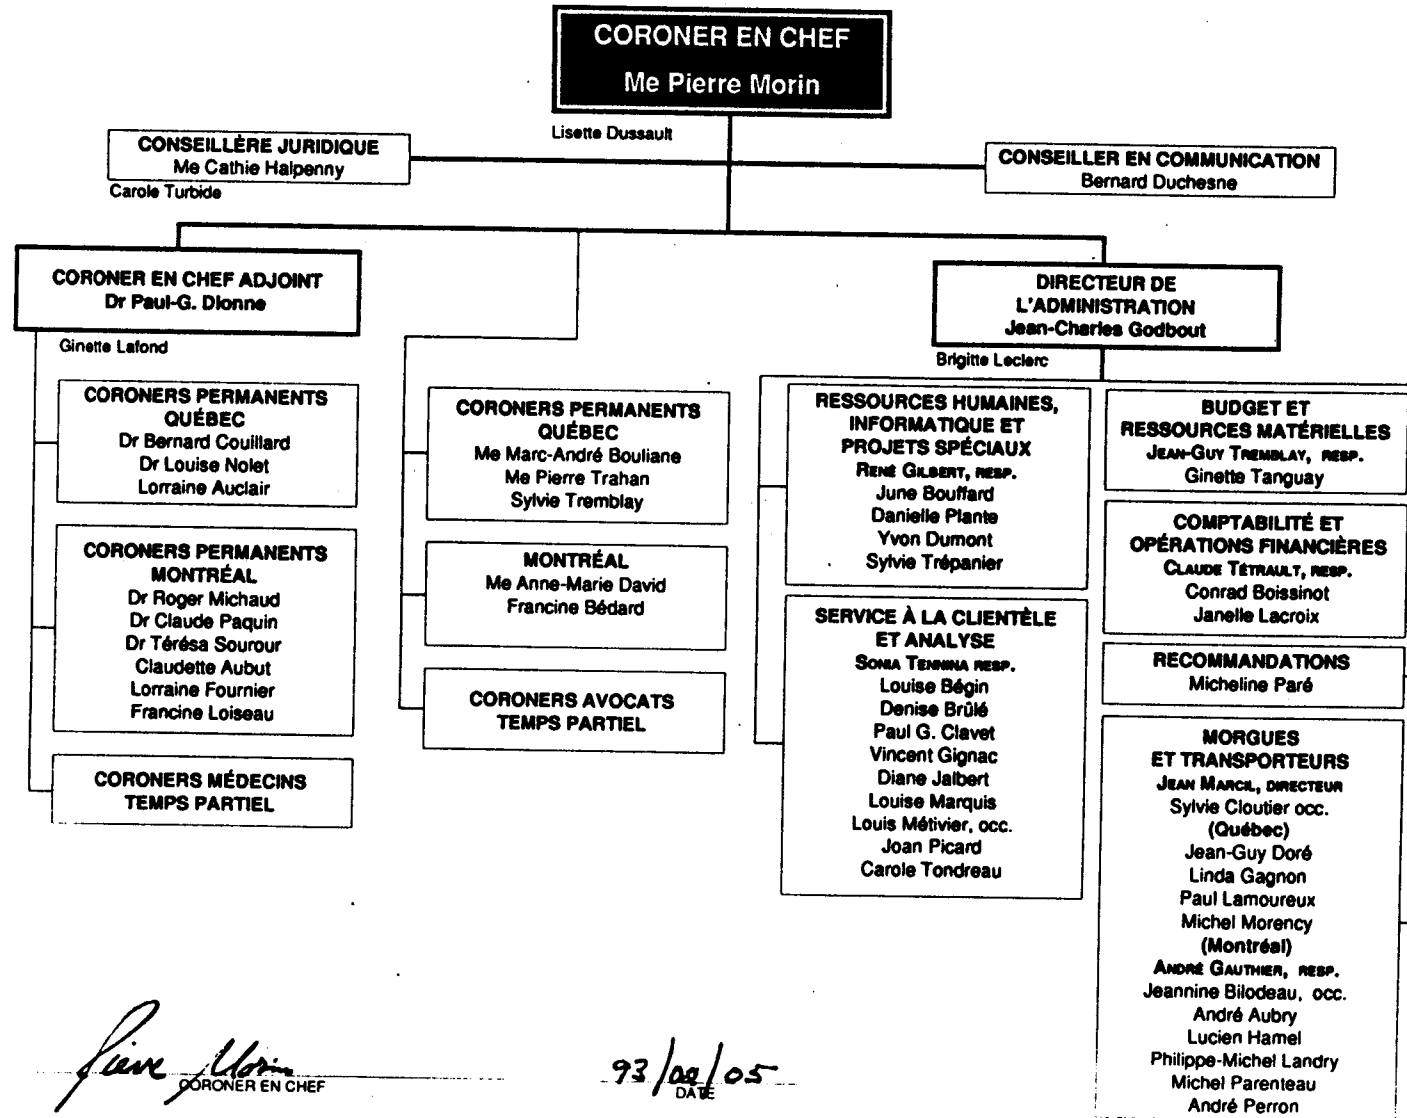 CORONER EN CHEF
Me Pierre Morin
Lisette Dussault
CONSEILLÈRE JURIDIQUE
Me Cathie Halpenny
Carole Turbide
CONSEILLER EN COMMUNICATION
Bernard Duchesne
CORONER EN CHEF ADJOINT
Dr Paul-G. Dionne
Ginette Lafond
CORONERS PERMANENTS
QUÉBEC
Dr Bernard Couillard
Dr Louise Nolet
Lorraine Auclair
CORONERS PERMANENTS
MONTRÉAL
Dr Roger Michaud
Dr Claude Paquin
Dr Térésa Sourour
Claudette Aubut
Lorraine Fournier
Francine Loiseau
CORONERS MÉDECINS
TEMPS PARTIEL
CORONERS PERMANENTS
QUÉBEC
Me Marc-André Bouliane
Me Pierre Trahan
Sylvie Tremblay
MONTRÉAL
Me Anne-Marie David
Francine Bédard
CORONERS AVOCATS
TEMPS PARTIEL
DIRECTEUR DE
L'ADMINISTRATION
Jean-Charles Godbout
Brigitte Leclerc
RESSOURCES HUMAINES,
INFORMATIQUE ET
PROJETS SPÉCIAUX
RENÉ GILBERT, RESP.
June Bouffard
Danielle Plante
Yvon Dumont
Sylvie Trépanier
SERVICE À LA CLIENTÈLE
ET ANALYSE
SONIA TENNINA RESP.
Louise Bégin
Denise Brûlé
Paul G. Clavet
Vincent Gignac
Diane Jalbert
Louise Marquis
Louis Métivier, occ.
Joan Picard
Carole Tondreau
BUDGET ET
RESSOURCES MATÉRIELLES
JEAN-GUY TREMBLAY, RESP.
Ginette Tanguay
COMPTABILITÉ ET
OPÉRATIONS FINANCIÈRES
CLAUDE TÉTRAULT, RESP.
Conrad Boissinot
Janelle Lacroix
RECOMMANDATIONS
Micheline Paré
MORGUES
ET TRANSPORTEURS
JEAN MARCIL, DIRECTEUR
Sylvie Cloutier occ.
(Québec)
Jean-Guy Doré
Linda Gagnon
Paul Lamoureux
Michel Morency
(Montréal)
ANDRÉ GAUTHIER, RESP.
Jeannine Bilodeau, occ.
André Aubry
Lucien Hamel
Philippe-Michel Landry
Michel Parenteau
André Perron
Pierre Morin
CORONER EN CHEF
93/02/05
DATE